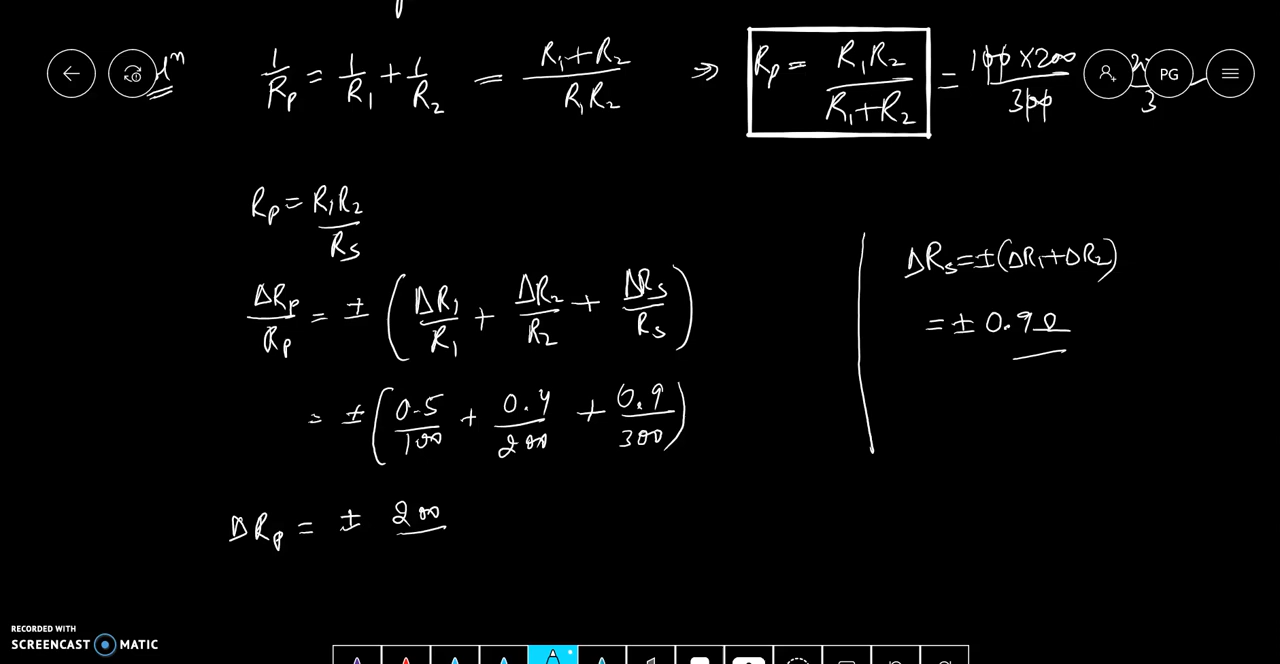 1/Rp = 1/R1 + 1/R2 = R1+R2/R1R2 ⇒ Rp = R1R2/R1+R2 = 100×200/300
PG
Rp = R1R2/Rs
ΔRs = ±(ΔR1+ΔR2)
ΔRp/Rp = ± (ΔR1/R1 + ΔR2/R2 + ΔRs/Rs)
= ± 0.9
= ± (0.5/100 + 0.4/200 + 0.9/300)
ΔRp = ± 200
RECORDED WITH
SCREENCAST MATIC